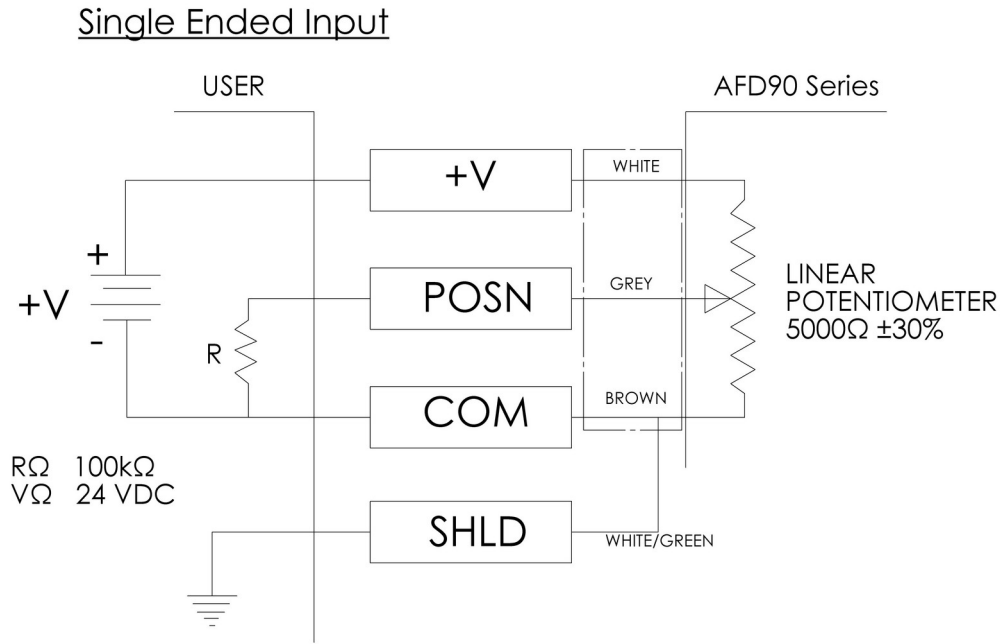 Single Ended Input
USER
AFD90 Series
+V
WHITE
+
+V
-
POSN
GREY
LINEAR
POTENTIOMETER
5000Ω ±30%
R
COM
BROWN
RΩ 100kΩ
VΩ 24 VDC
SHLD
WHITE/GREEN